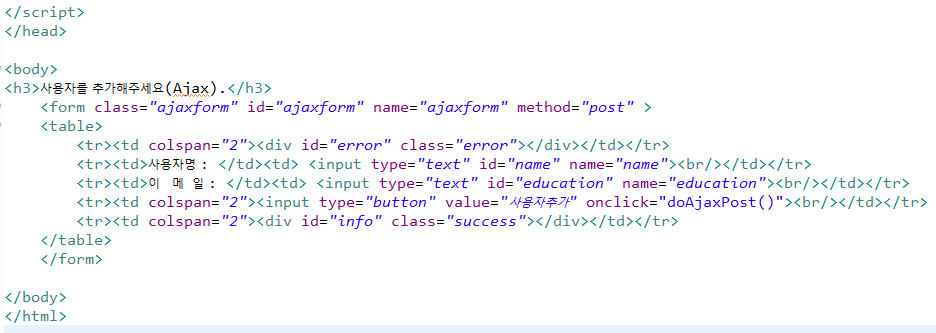 </script>
</head>
<body>
<h3>사용자를 추가해주세요(Ajax).</h3>
<form class="ajaxform" id="ajaxform" name="ajaxform" method="post" >
<table>
<tr><td colspan="2"><div id="error" class="error"></div></td></tr>
<tr><td>사용자명 : </td><td> <input type="text" id="name" name="name"><br/></td></tr>
<tr><td>이 메 일 : </td><td> <input type="text" id="education" name="education"><br/></td></tr>
<tr><td colspan="2"><input type="button" value="사용자추가" onclick="doAjaxPost()"><br/></td></tr>
<tr><td colspan="2"><div id="info" class="success"></div></td></tr>
</table>
</form>
</body>
</html>